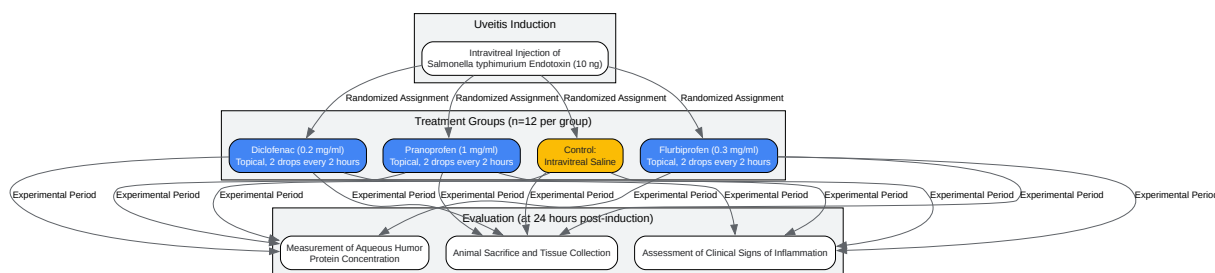 Uveitis Induction
Intravitreal Injection of
Salmonella typhimurium Endotoxin (10 ng)
Randomized Assignment
Randomized Assignment
Randomized Assignment
Randomized Assignment
Treatment Groups (n=12 per group)
Diclofenac (0.2 mg/ml)
Topical, 2 drops every 2 hours
Pranoprofen (1 mg/ml)
Topical, 2 drops every 2 hours
Control:
Intravitreal Saline
Flurbiprofen (0.3 mg/ml)
Topical, 2 drops every 2 hours
Experimental Period
Experimental Period
Experimental Period
Experimental Period
Experimental Period
Experimental Period
Experimental Period
Experimental Period
Experimental Period
Experimental Period
Experimental Period
Experimental Period
Evaluation (at 24 hours post-induction)
Measurement of Aqueous Humor
Protein Concentration
Animal Sacrifice and Tissue Collection
Assessment of Clinical Signs of Inflammation